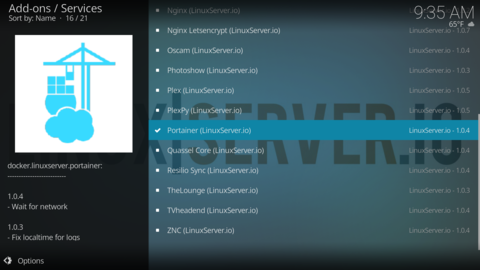 Add-ons / Services
Sort by: Name · 16 / 21
9:35 AM
65°F
docker.linuxserver.portainer:
--------------------------
1.0.4
- Wait for network
1.0.3
- Fix localtime for logs
Options
Nginx (LinuxServer.io)
Nginx Letsencrypt (LinuxServer.io) LinuxServer.io - 1.0.7
Oscam (LinuxServer.io) LinuxServer.io - 1.0.4
Photoshow (LinuxServer.io) LinuxServer.io - 1.0.3
Plex (LinuxServer.io) LinuxServer.io - 1.0.5
PlexPy (LinuxServer.io) LinuxServer.io - 1.0.5
Portainer (LinuxServer.io) LinuxServer.io - 1.0.4
Quassel Core (LinuxServer.io) LinuxServer.io - 1.0.4
Resilio Sync (LinuxServer.io) LinuxServer.io - 1.0.4
TheLounge (LinuxServer.io) LinuxServer.io - 1.0.3
TVheadend (LinuxServer.io) LinuxServer.io - 1.0.4
ZNC (LinuxServer.io) LinuxServer.io - 1.0.4